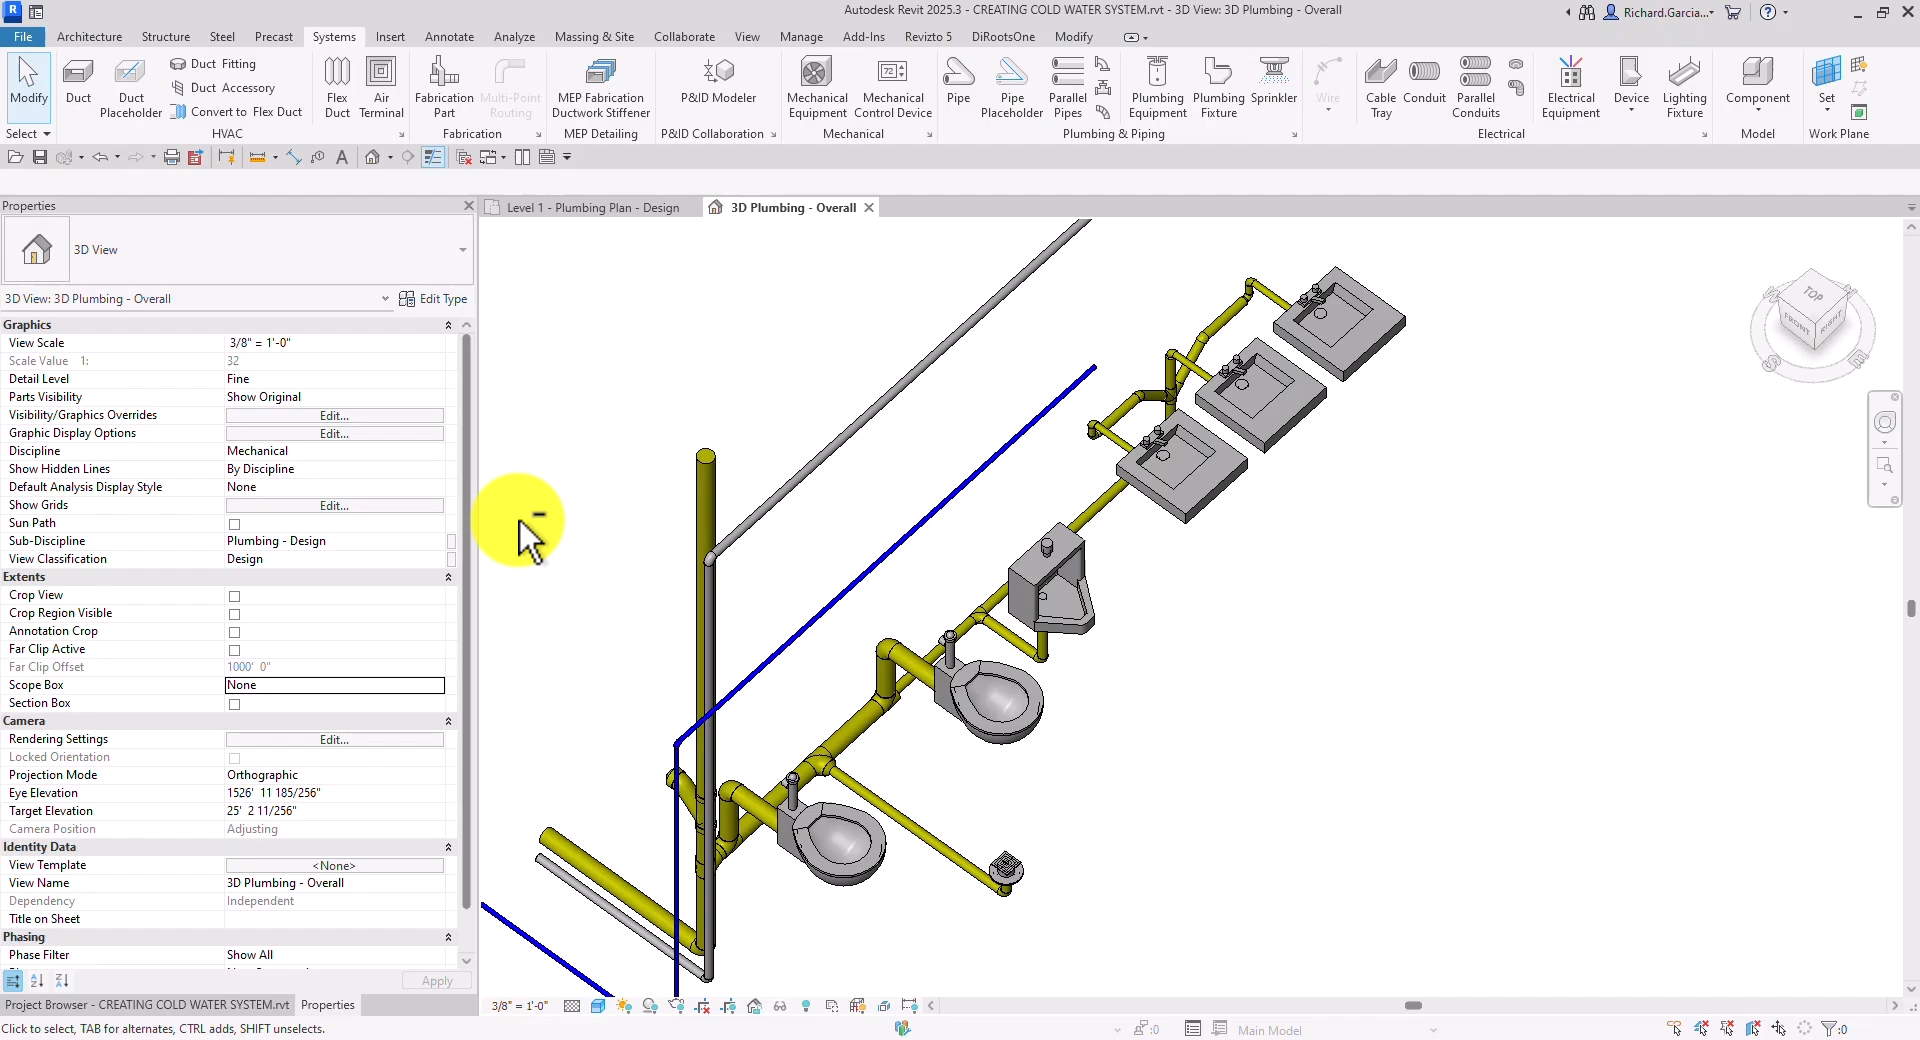 Autodesk Revit 2025.3 - CREATING COLD WATER SYSTEM.rvt - 3D View: 3D Plumbing - Overall
Richard.Garcia...
File Architecture Structure Steel Precast Systems Insert Annotate Analyze Massing & Site Collaborate View Manage Add-Ins Revizto 5 DiRootsOne Modify
Modify
Select
Duct
Duct Placeholder
Duct Fitting
Duct Accessory
Convert to Flex Duct
Flex Duct
Air Terminal
HVAC
Fabrication Part
Multi-Point Routing
Fabrication
MEP Fabrication Ductwork Stiffener
MEP Detailing
P&ID Modeler
P&ID Collaboration
Mechanical Equipment
Mechanical Control Device
Mechanical
Pipe
Pipe Placeholder
Parallel Pipes
Plumbing Equipment
Plumbing Fixture
Sprinkler
Plumbing & Piping
Wire
Cable Tray
Conduit
Parallel Conduits
Electrical Equipment
Device
Lighting Fixture
Electrical
Component
Model
Set
Work Plane
Properties
Level 1 - Plumbing Plan - Design
3D Plumbing - Overall
3D View
3D View: 3D Plumbing - Overall
Edit Type
Graphics
View Scale 3/8" = 1'-0"
Scale Value 1: 32
Detail Level Fine
Parts Visibility Show Original
Visibility/Graphics Overrides Edit...
Graphic Display Options Edit...
Discipline Mechanical
Show Hidden Lines By Discipline
Default Analysis Display Style None
Show Grids Edit...
Sun Path
Sub-Discipline Plumbing - Design
View Classification Design
Extents
Crop View
Crop Region Visible
Annotation Crop
Far Clip Active
Far Clip Offset 1000' 0"
Scope Box None
Section Box
Camera
Rendering Settings Edit...
Locked Orientation
Projection Mode Orthographic
Eye Elevation 1526' 11 185/256"
Target Elevation 25' 2 11/256"
Camera Position Adjusting
Identity Data
View Template <None>
View Name 3D Plumbing - Overall
Dependency Independent
Title on Sheet
Phasing
Phase Filter Show All
Apply
Project Browser - CREATING COLD WATER SYSTEM.rvt
Properties
3/8" = 1'-0"
TOP
FRONT
RIGHT
S
E
Click to select, TAB for alternates, CTRL adds, SHIFT unselects.
:0
Main Model
:0